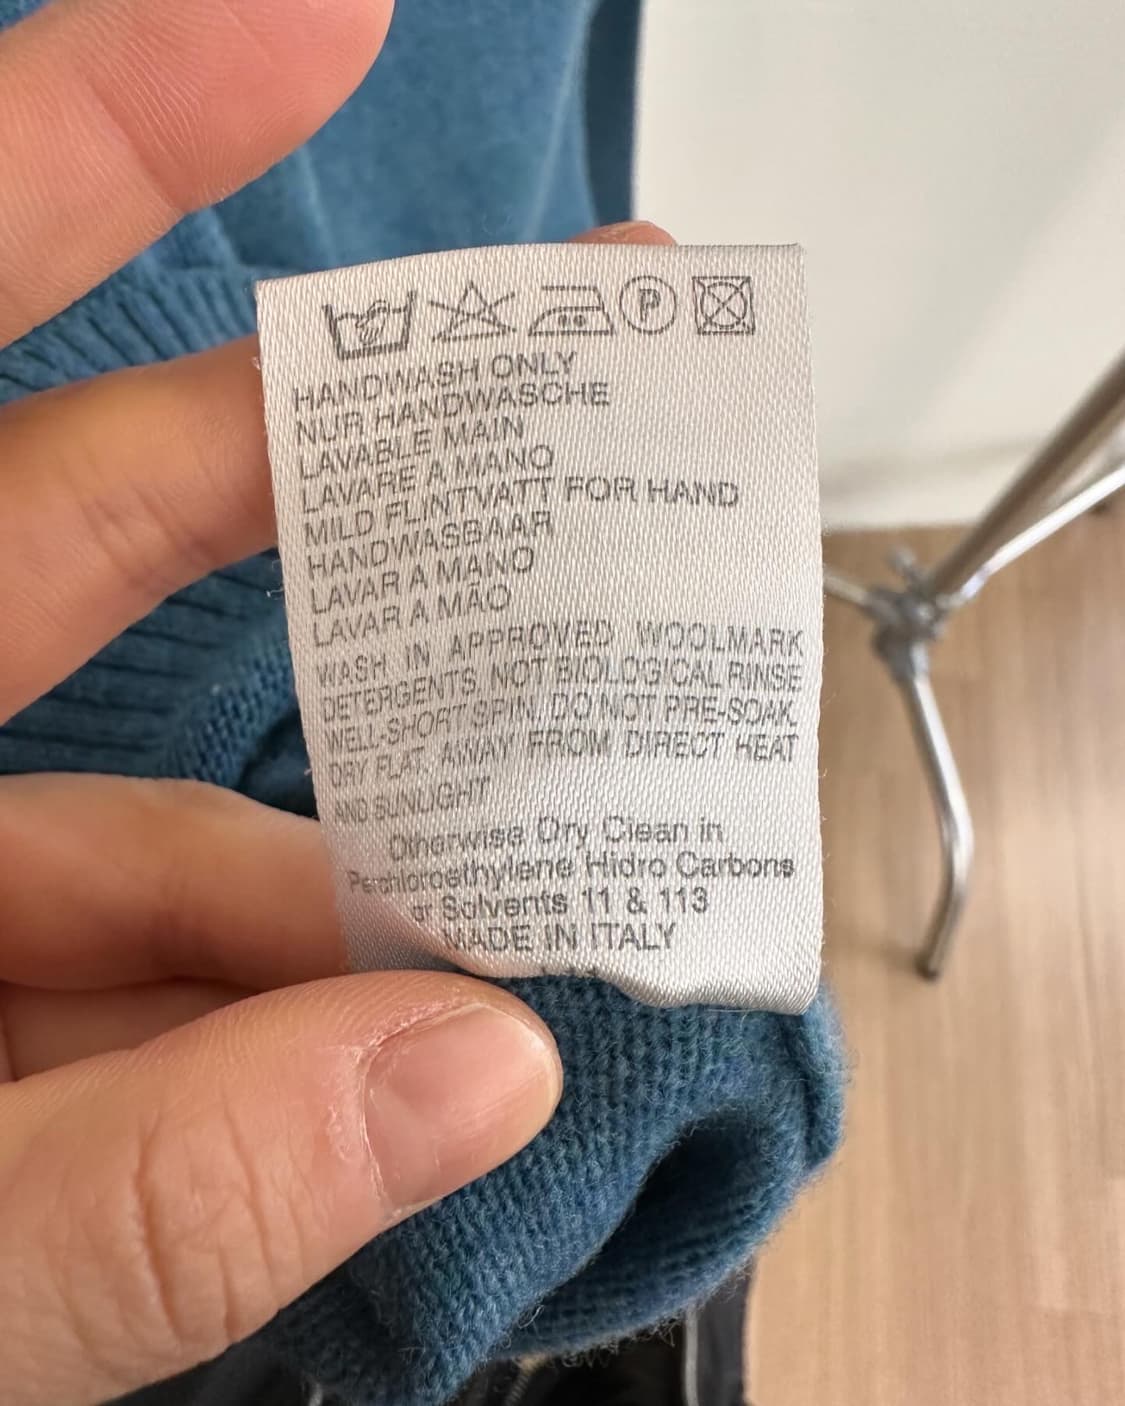 P
HANDWASH ONLY
NUR HANDWASCHE
LAVABLE MAIN
LAVARE A MANO
MILD FLINTVATT FOR HAND
HANDWASBAAR
LAVAR A MANO
LAVAR A MÃO
WASH IN APPROVED WOOLMARK
DETERGENTS, NOT BIOLOGICAL RINSE
WELL-SHORT SPIN. DO NOT PRE-SOAK.
DRY FLAT, AWAY FROM DIRECT HEAT
AND SUNLIGHT
Otherwise Dry Clean in
Perchloroethylene Hidro Carbons
or Solvents 11 & 113
MADE IN ITALY